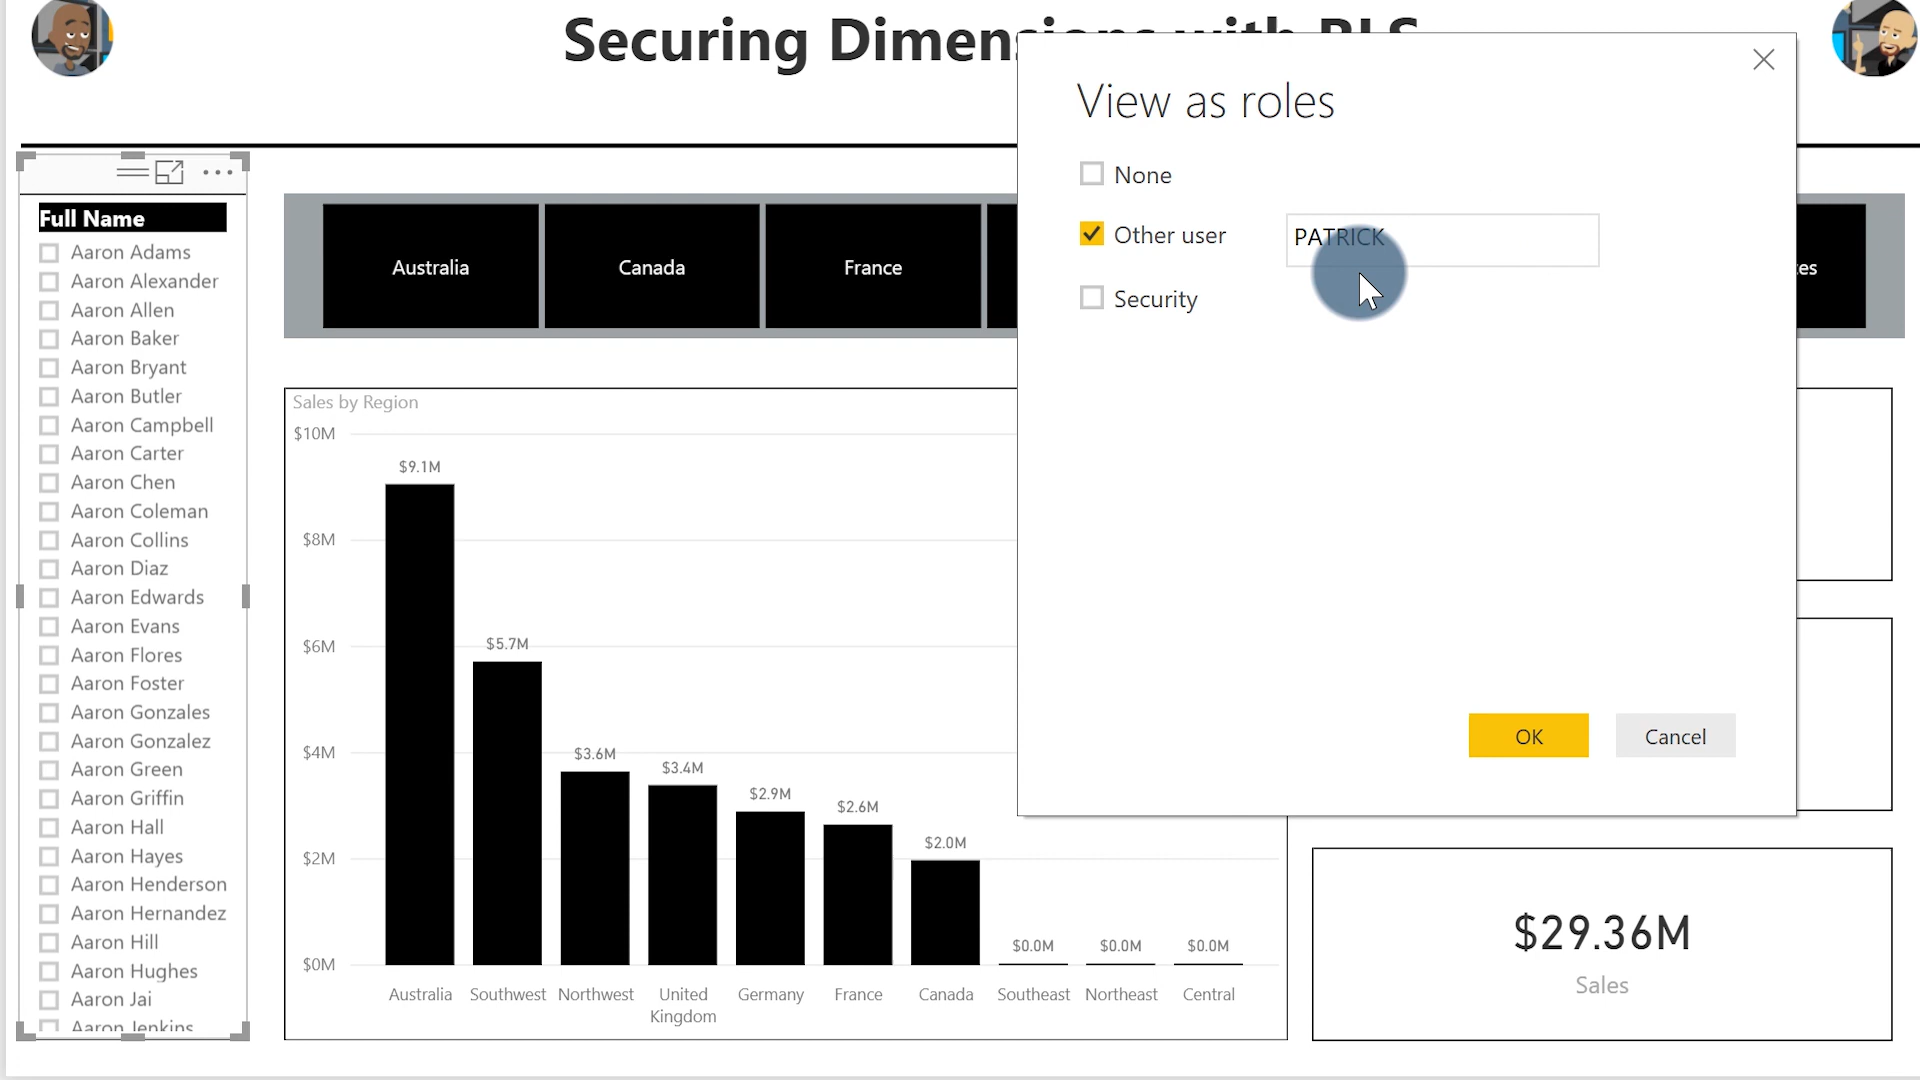 Securing Dimensions with RLS
View as roles
None
Other user
PATRICK
Security
OK
Cancel
Full Name
Aaron Adams
Aaron Alexander
Aaron Allen
Aaron Baker
Aaron Bryant
Aaron Butler
Aaron Campbell
Aaron Carter
Aaron Chen
Aaron Coleman
Aaron Collins
Aaron Diaz
Aaron Edwards
Aaron Evans
Aaron Flores
Aaron Foster
Aaron Gonzales
Aaron Gonzalez
Aaron Green
Aaron Griffin
Aaron Hall
Aaron Hayes
Aaron Henderson
Aaron Hernandez
Aaron Hill
Aaron Hughes
Aaron Jai
Aaron Jenkins
Australia
Canada
France
Sales by Region
$10M
$8M
$6M
$4M
$2M
$0M
$9.1M
$5.7M
$3.6M
$3.4M
$2.9M
$2.6M
$2.0M
$0.0M
$0.0M
$0.0M
Australia
Southwest
Northwest
United
Kingdom
Germany
France
Canada
Southeast
Northeast
Central
$29.36M
Sales